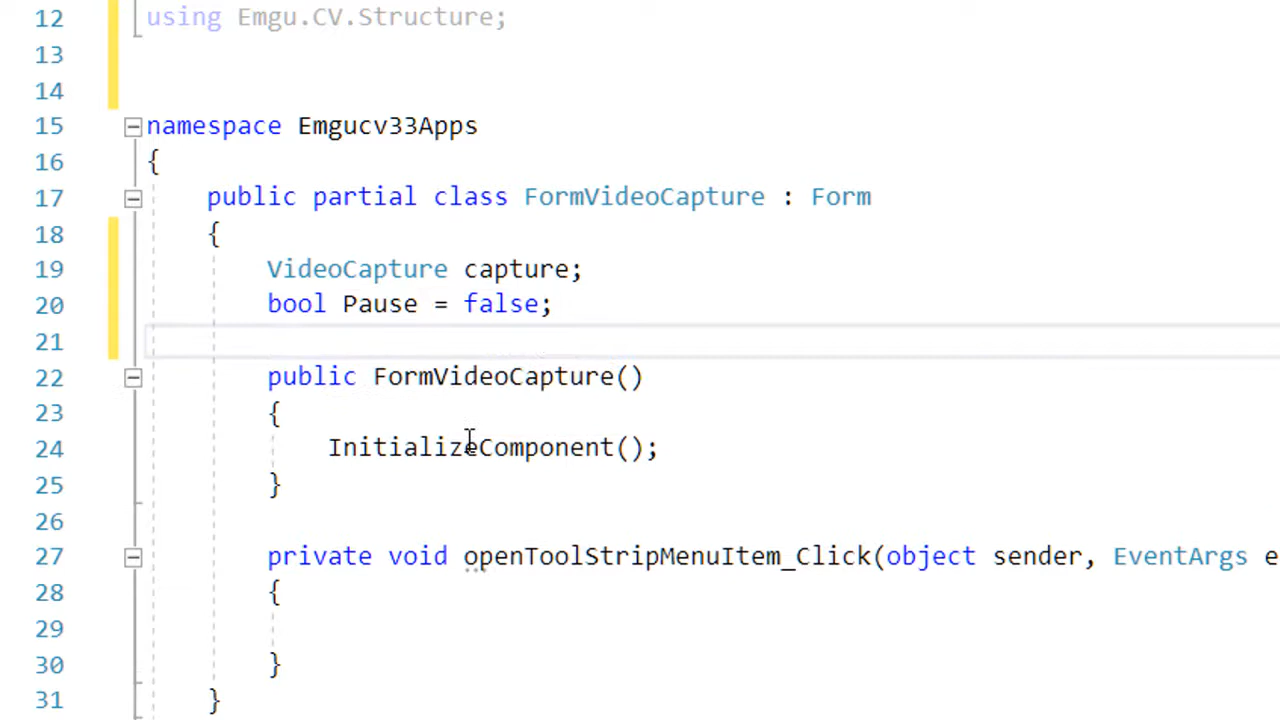 12 using Emgu.CV.Structure;
13
14
15 namespace Emgucv33Apps
16 {
17 public partial class FormVideoCapture : Form
18 {
19 VideoCapture capture;
20 bool Pause = false;
21
22 public FormVideoCapture()
23 {
24 InitializeComponent();
25 }
26
27 private void openToolStripMenuItem_Click(object sender, EventArgs e
28 {
29
30 }
31 }